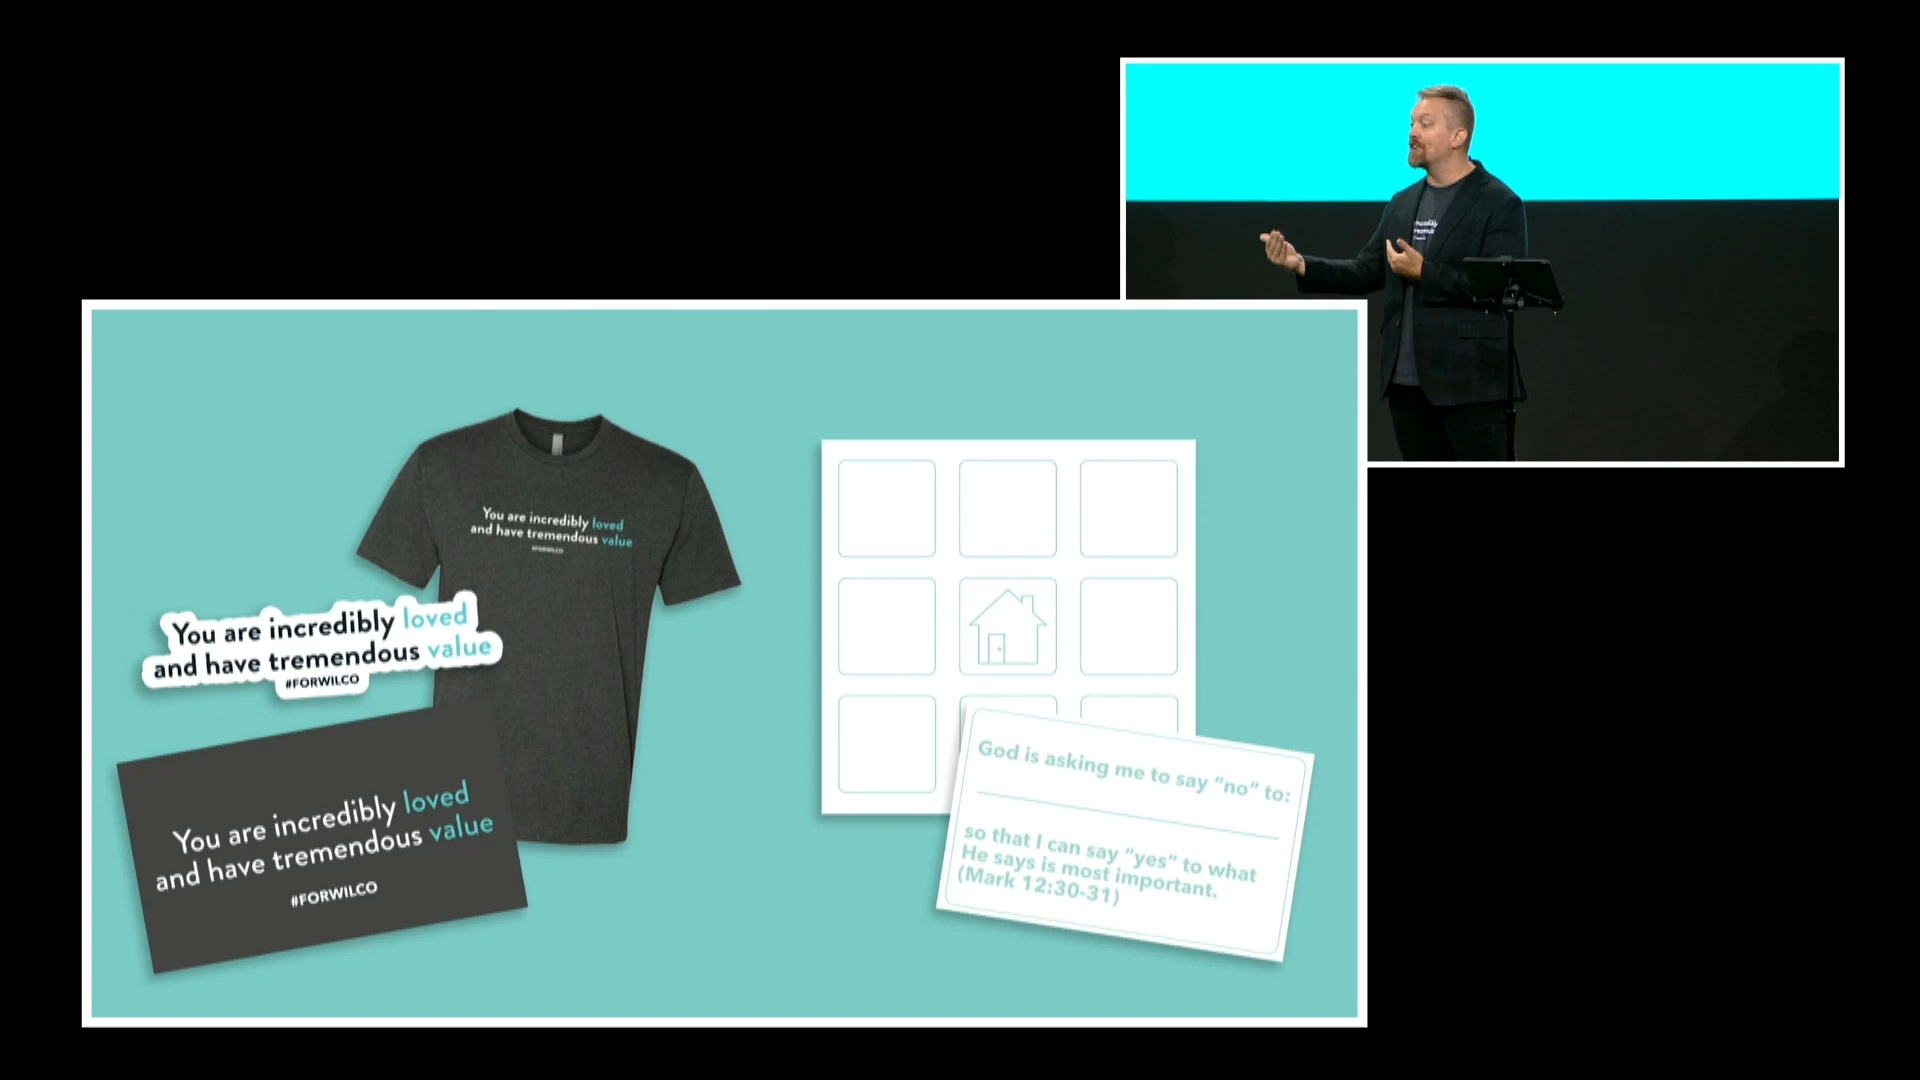 You are incredibly loved
and have tremendous value
#FORWILCO
You are incredibly loved
and have tremendous value
#FORWILCO
You are incredibly loved
and have tremendous value
#FORWILCO
God is asking me to say "no" to:
so that I can say "yes" to what
He says is most important.
(Mark 12:30-31)